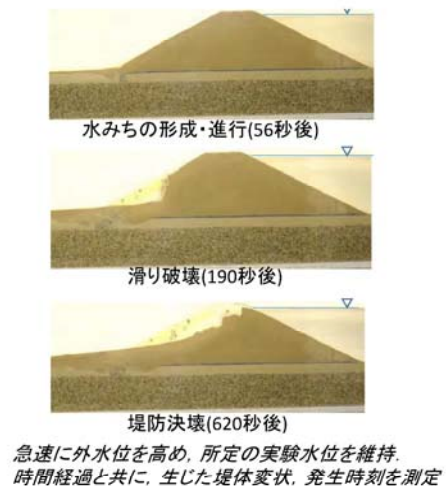 水みちの形成・進行(56秒後)
滑り破壊(190秒後)
堤防決壊(620秒後)
急速に外水位を高め, 所定の実験水位を維持.
時間経過と共に, 生じた堤体変状, 発生時刻を測定